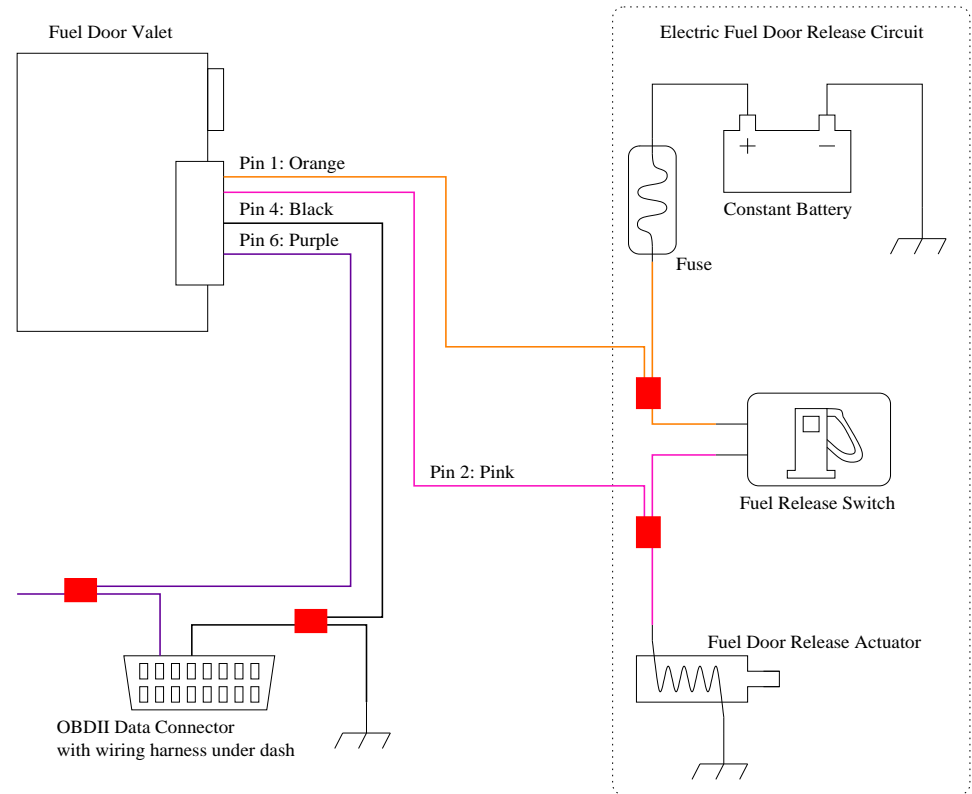 Fuel Door Valet
Electric Fuel Door Release Circuit
Pin 1: Orange
Pin 4: Black
Pin 6: Purple
+
−
Constant Battery
Fuse
Pin 2: Pink
Fuel Release Switch
Fuel Door Release Actuator
OBDII Data Connector
with wiring harness under dash